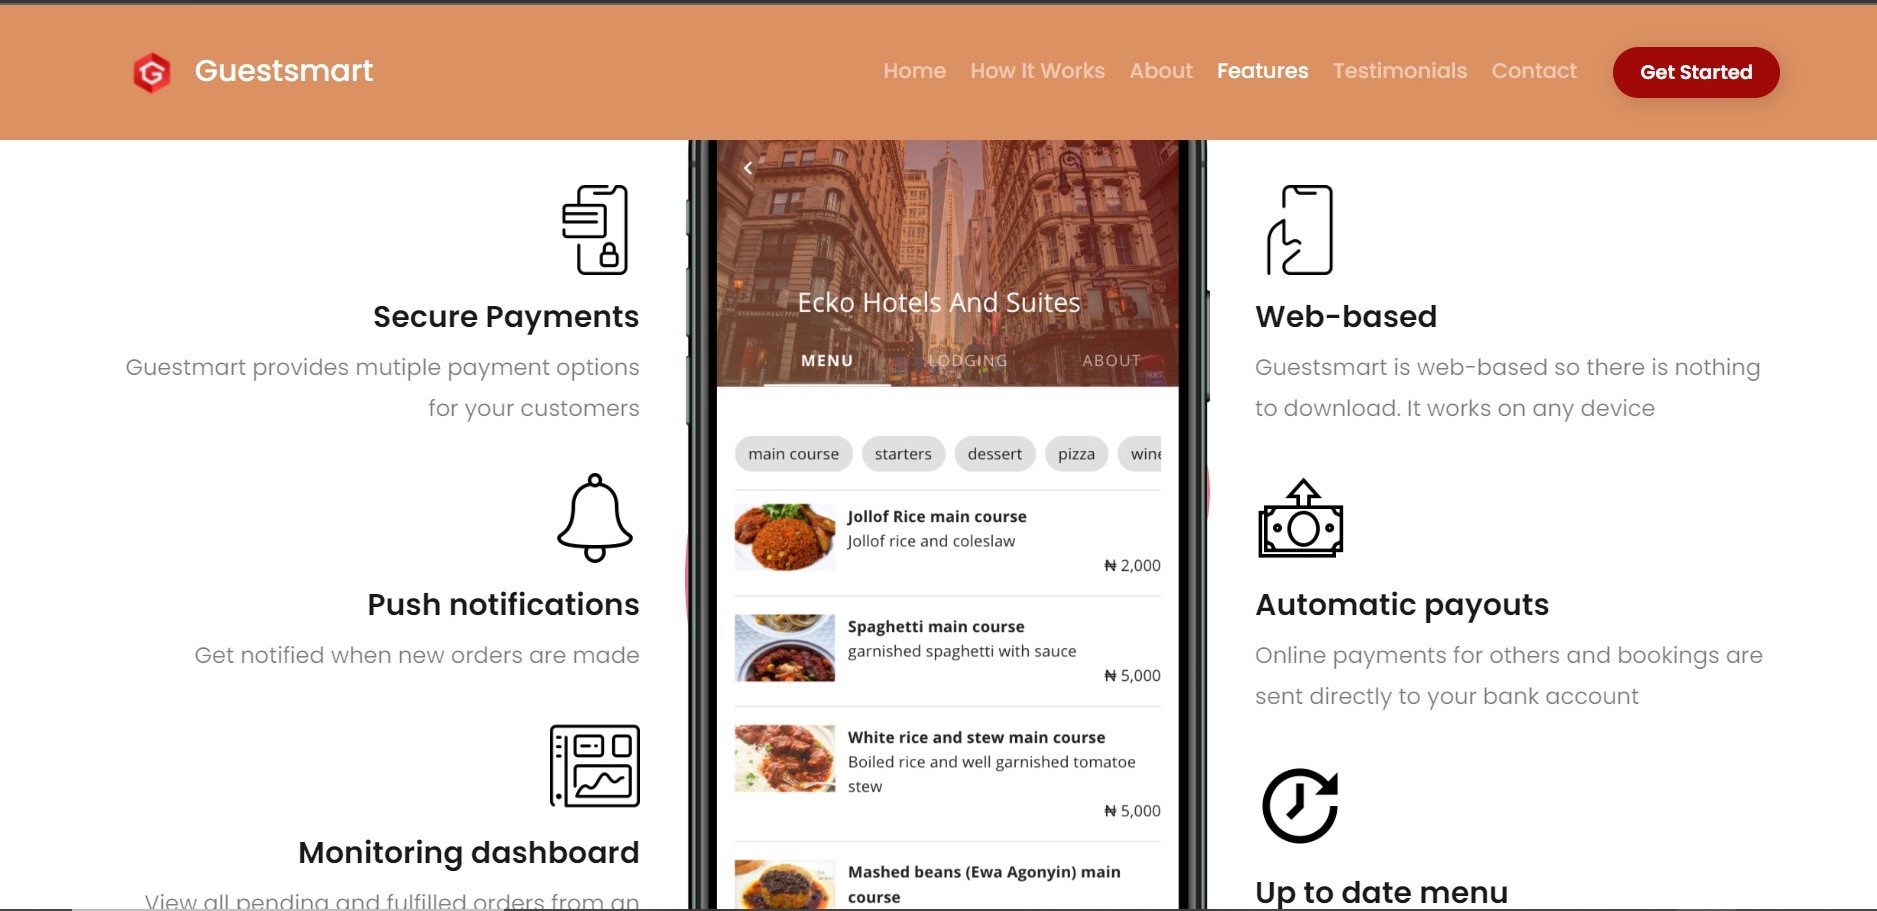 Guestsmart
Home How It Works About Features Testimonials Contact Get Started
Secure Payments
Guestmart provides mutiple payment options
for your customers
Push notifications
Get notified when new orders are made
Monitoring dashboard
View all pending and fulfilled orders from an
Ecko Hotels And Suites
MENU LODGING ABOUT
main course starters dessert pizza wine
Jollof Rice main course
Jollof rice and coleslaw
₦ 2,000
Spaghetti main course
garnished spaghetti with sauce
₦ 5,000
White rice and stew main course
Boiled rice and well garnished tomatoe
stew
₦ 5,000
Mashed beans (Ewa Agonyin) main
course
Web-based
Guestsmart is web-based so there is nothing
to download. It works on any device
Automatic payouts
Online payments for others and bookings are
sent directly to your bank account
Up to date menu